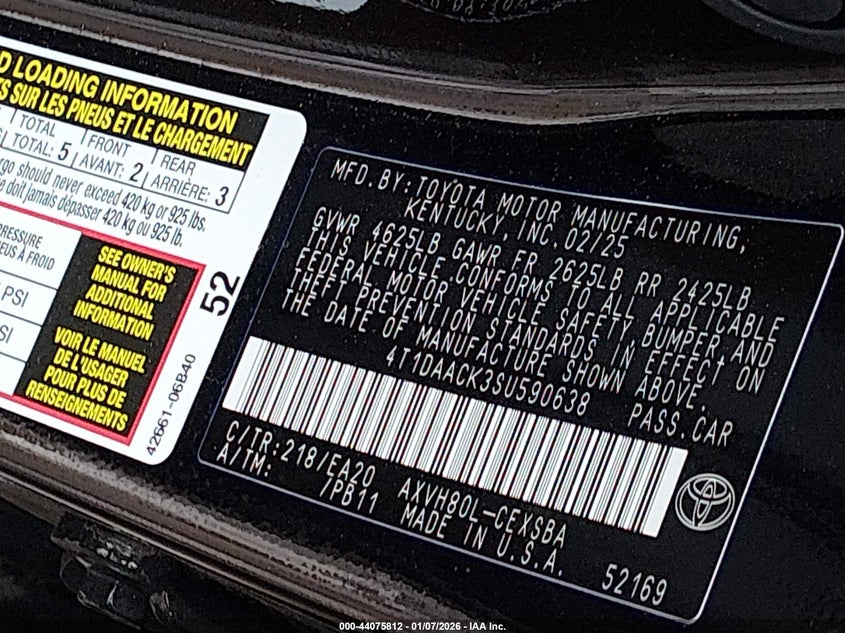 D LOADING INFORMATION
TS SUR LES PNEUS ET LE CHARGEMENT
TOTAL FRONT REAR
TOTAL: 5 AVANT: 2 ARRIÈRE: 3
rgo should never exceed 420 kg or 925 lbs.
e doit jamais dépasser 420 kg ou 925 lb.
PRESSURE
EUS À FROID
PSI
SI
SEE OWNER'S
MANUAL FOR
ADDITIONAL
INFORMATION
VOIR LE MANUEL
DE L'USAGER
POUR PLUS DE
RENSEIGNEMENTS
52
42661-06B40
MFD.BY:TOYOTA MOTOR MANUFACTURING,
KENTUCKY, INC.02/25
GVWR 4625LB GAWR FR 2625LB RR 2425LB
THIS VEHICLE CONFORMS TO ALL APPLICABLE
FEDERAL MOTOR VEHICLE SAFETY,BUMPER,AND
THEFT PREVENTION STANDARDS IN EFFECT ON
THE DATE OF MANUFACTURE SHOWN ABOVE.
4T1DAACK3SU590638 PASS.CAR
C/TR:218/EA20 AXVH80L-CEXSBA
A/TM: /PB11 MADE IN U.S.A.
52169
000-44075812 - 01/07/2026 - IAA Inc.